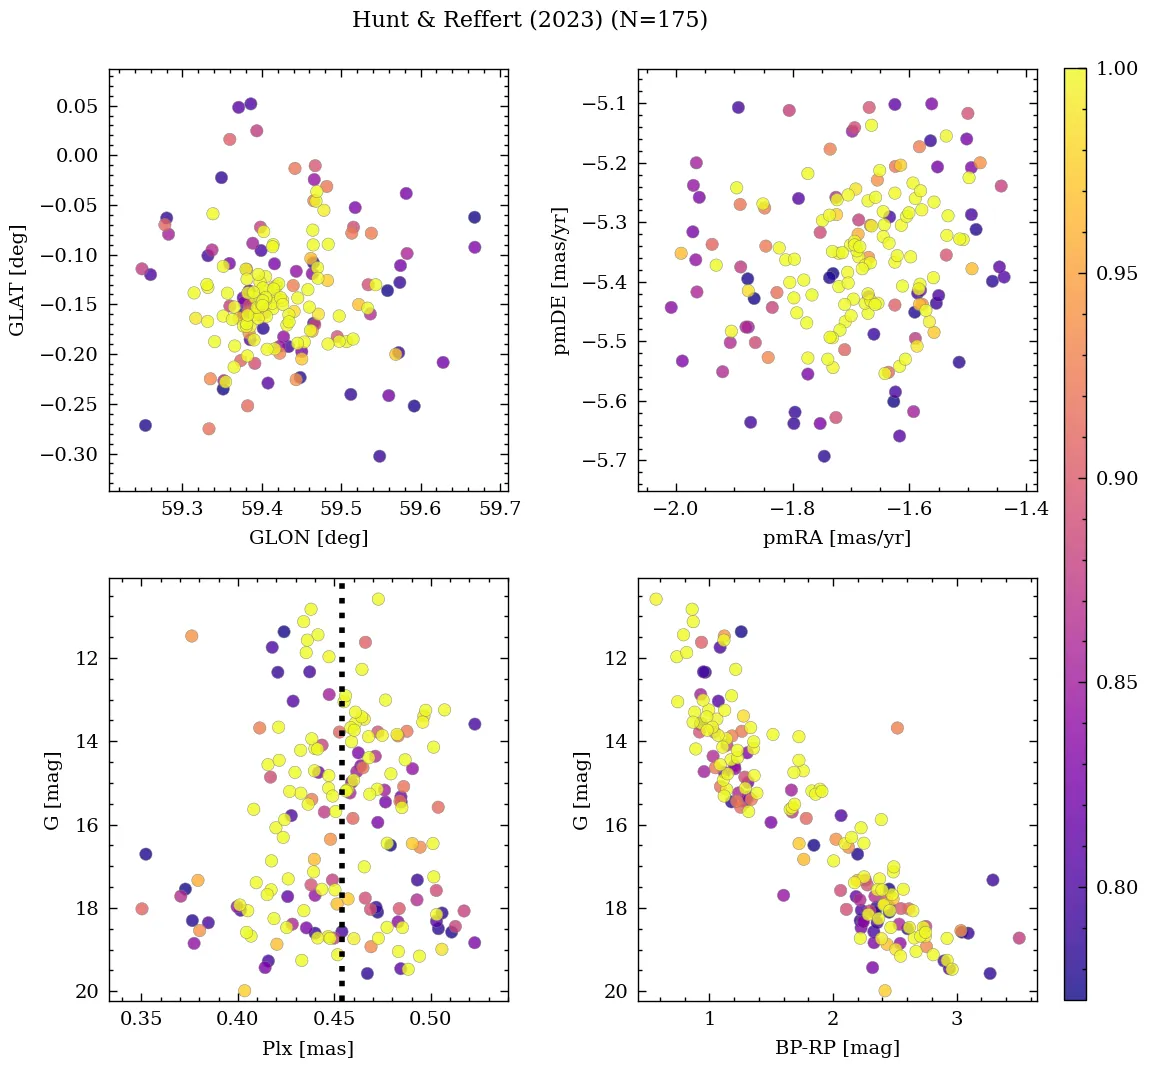 Hunt & Reffert (2023) (N=175)
0.05
0.00
−0.05
−0.10
−0.15
−0.20
−0.25
−0.30
GLAT [deg]
59.3 59.4 59.5 59.6 59.7
GLON [deg]
−5.1
−5.2
−5.3
−5.4
−5.5
−5.6
−5.7
pmDE [mas/yr]
−2.0 −1.8 −1.6 −1.4
pmRA [mas/yr]
1.00
0.95
0.90
0.85
0.80
12
14
16
18
20
G [mag]
0.35 0.40 0.45 0.50
Plx [mas]
12
14
16
18
20
G [mag]
1 2 3
BP-RP [mag]